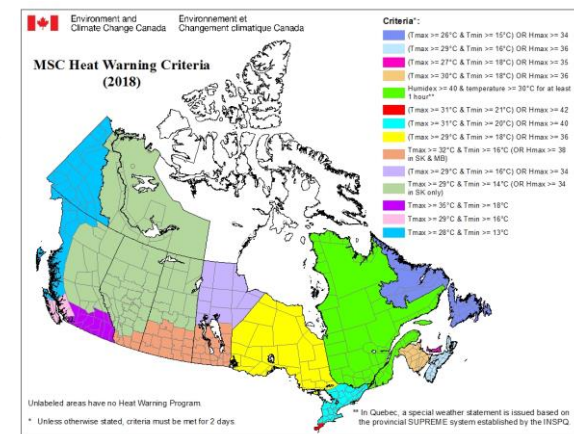 Environment and
Climate Change Canada
Environnement et
Changement climatique Canada
MSC Heat Warning Criteria
(2018)
Criteria*:
(Tmax >= 26°C & Tmin >= 15°C) OR Hmax >= 34
(Tmax >= 29°C & Tmin >= 16°C) OR Hmax >= 36
(Tmax >= 27°C & Tmin >= 18°C) OR Hmax >= 35
(Tmax >= 30°C & Tmin >= 18°C) OR Hmax >= 36
Humidex >= 40 & temperature >= 30°C for at least
1 hour**
(Tmax >= 31°C & Tmin >= 21°C) OR Hmax >= 42
(Tmax >= 31°C & Tmin >= 20°C) OR Hmax >= 40
(Tmax >= 29°C & Tmin >= 18°C) OR Hmax >= 36
Tmax >= 32°C & Tmin >= 16°C (OR Hmax >= 38
in SK & MB)
(Tmax >= 29°C & Tmin >= 16°C) OR Hmax >= 34
Tmax >= 29°C & Tmin >= 14°C (OR Hmax >= 34
in SK only)
Tmax >= 35°C & Tmin >= 18°C
Tmax >= 29°C & Tmin >= 16°C
Tmax >= 28°C & Tmin >= 13°C
Unlabeled areas have no Heat Warning Program.
* Unless otherwise stated, criteria must be met for 2 days.
** In Quebec, a special weather statement is issued based on
the provincial SUPREME system established by the INSPQ.